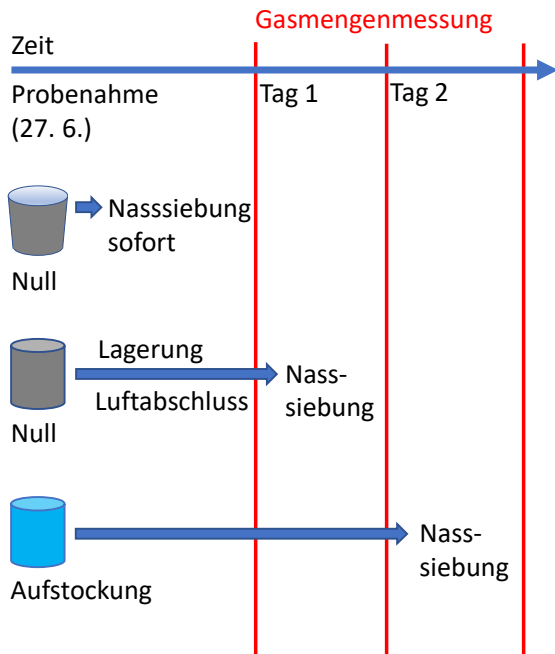 Gasmengenmessung
Zeit
Probenahme
(27. 6.)
Tag 1
Tag 2
Nasssiebung
sofort
Null
Lagerung
Luftabschluss
Nass-
siebung
Null
Nass-
siebung
Aufstockung